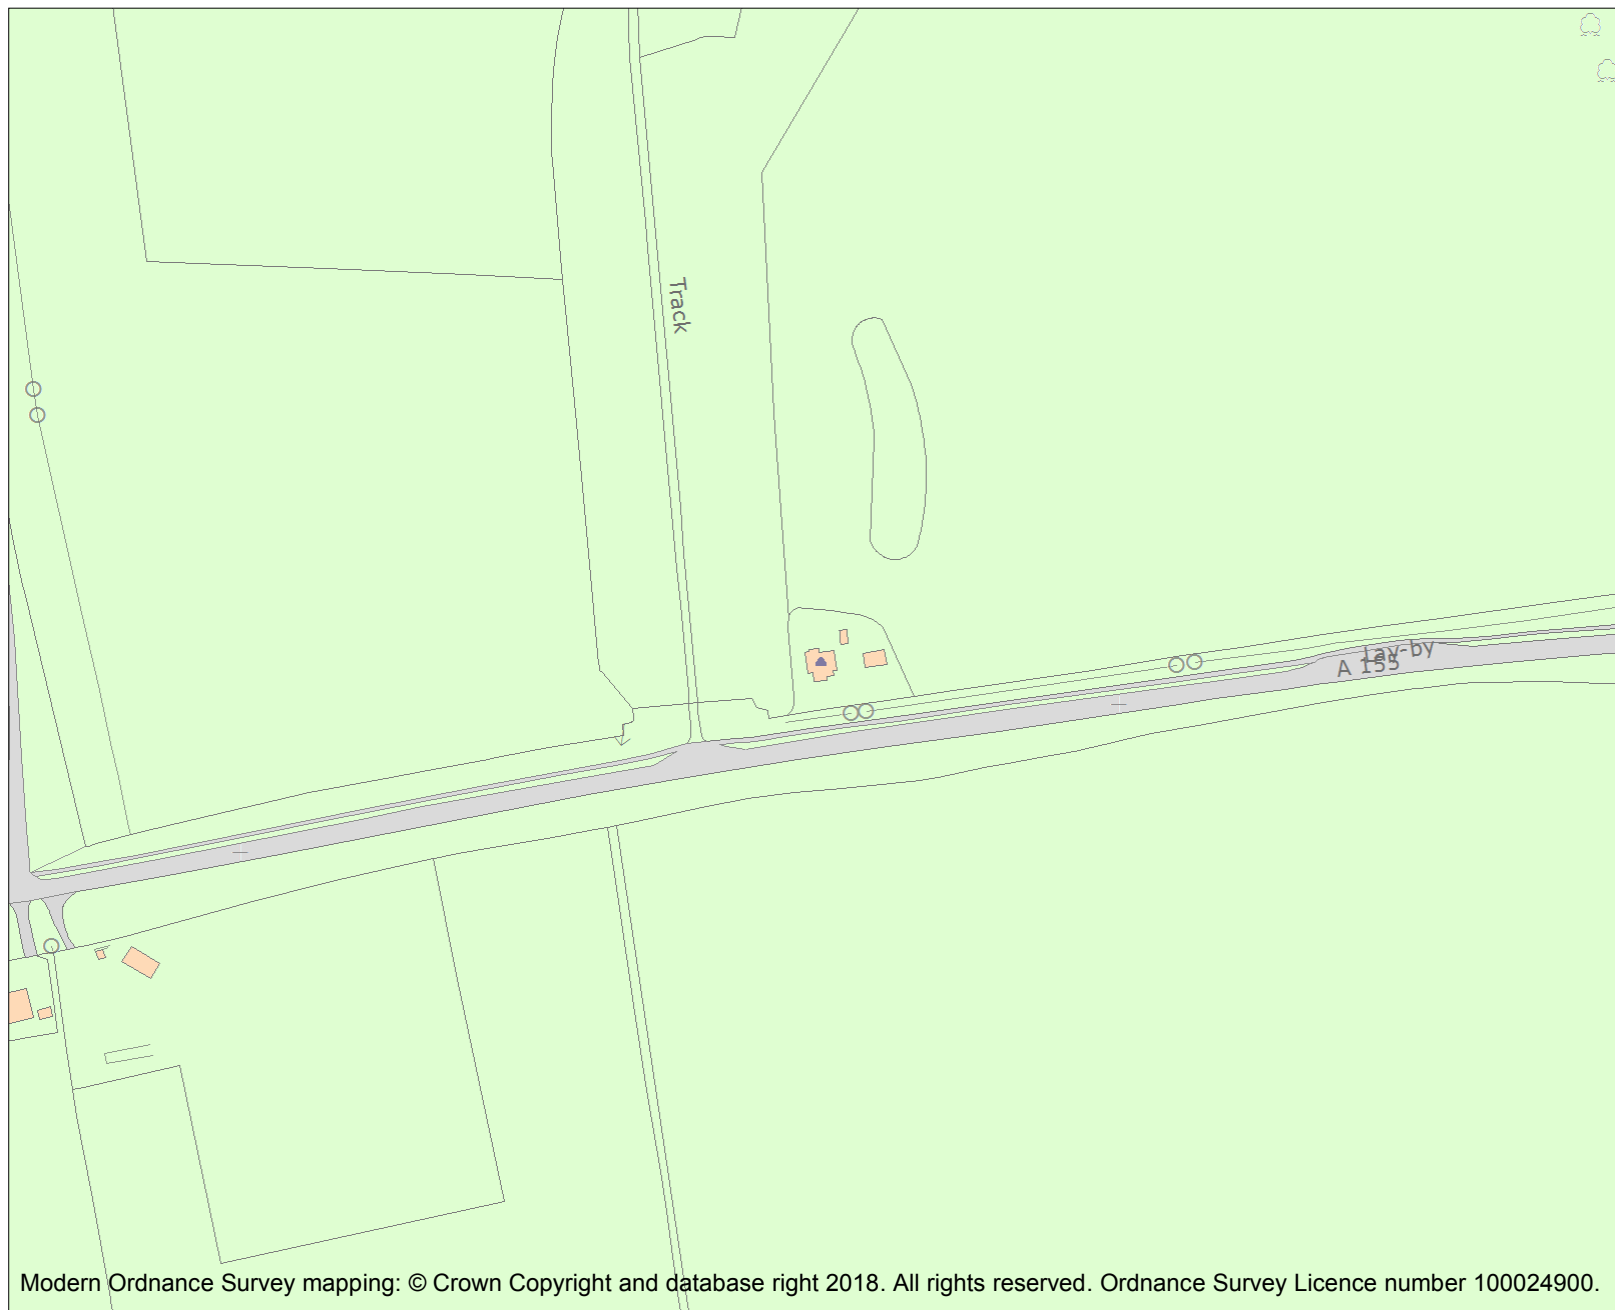 Track
Lay-by
A 155
Modern Ordnance Survey mapping: © Crown Copyright and database right 2018. All rights reserved. Ordnance Survey Licence number 100024900.